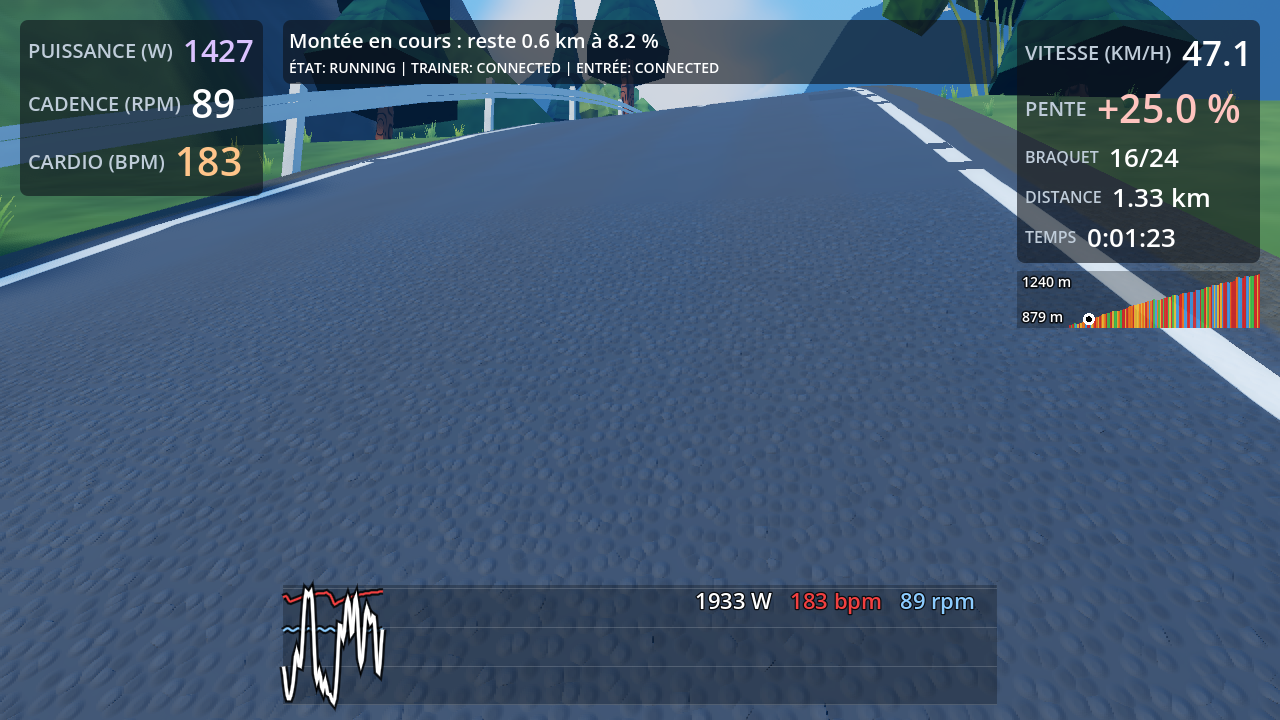 PUISSANCE (W) 1427
CADENCE (RPM) 89
CARDIO (BPM) 183
Montée en cours : reste 0.6 km à 8.2 %
ÉTAT: RUNNING | TRAINER: CONNECTED | ENTRÉE: CONNECTED
VITESSE (KM/H) 47.1
PENTE +25.0 %
BRAQUET 16/24
DISTANCE 1.33 km
TEMPS 0:01:23
1240 m
879 m
1933 W 183 bpm 89 rpm